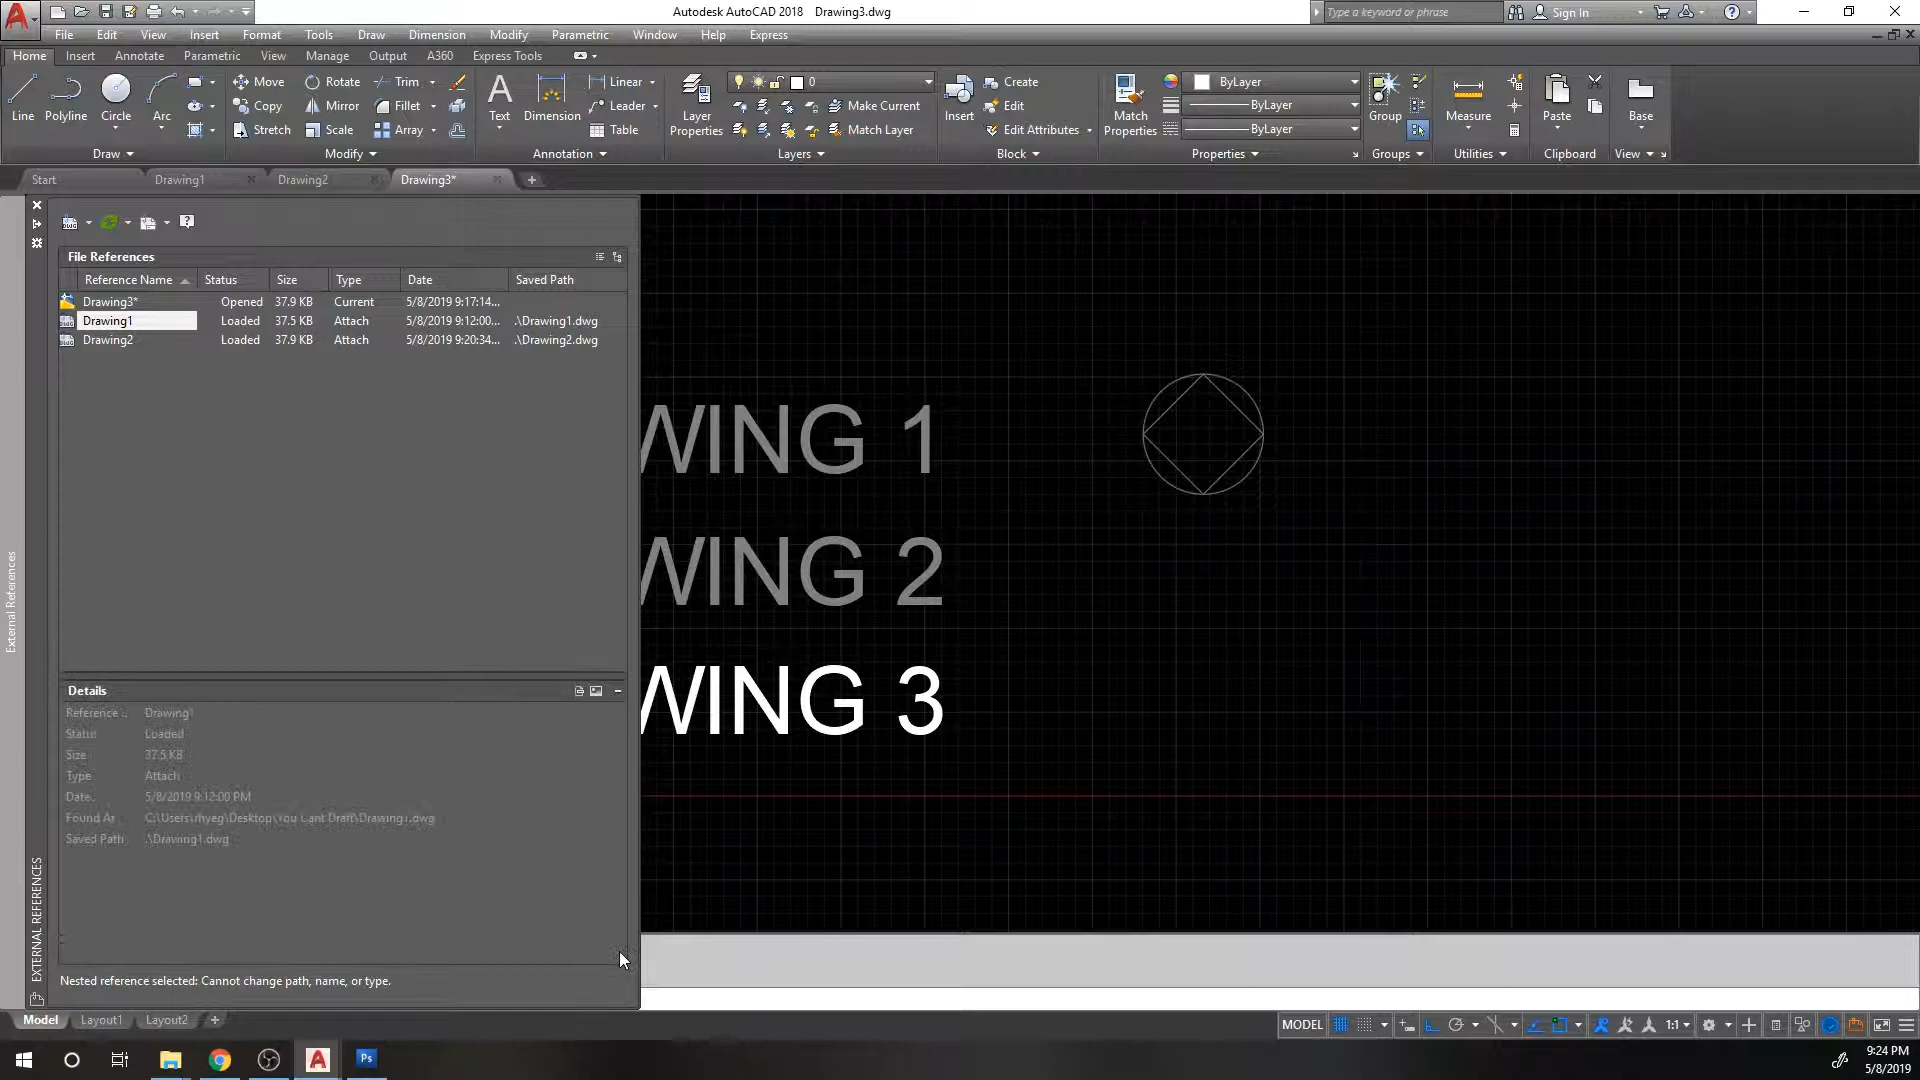 Autodesk AutoCAD 2018 Drawing3.dwg
Type a keyword or phrase
Sign In
File Edit View Insert Format Tools Draw Dimension Modify Parametric Window Help Express
Home Insert Annotate Parametric View Manage Output A360 Express Tools
Line Polyline Circle Arc
Move Rotate Trim
Copy Mirror Fillet
Stretch Scale Array
Text Dimension
Linear
Leader
Table
Layer Properties
0
Make Current
Match Layer
Insert
Create
Edit
Edit Attributes
Match Properties
ByLayer
ByLayer
ByLayer
Group
Measure
Paste
Base
Draw Modify Annotation Layers Block Properties Groups Utilities Clipboard View
Start Drawing1 Drawing2 Drawing3*
File References
Reference Name Status Size Type Date Saved Path
Drawing3* Opened 37.9 KB Current 5/8/2019 9:17:14...
Drawing1 Loaded 37.5 KB Attach 5/8/2019 9:12:00... .\Drawing1.dwg
Drawing2 Loaded 37.9 KB Attach 5/8/2019 9:20:34... .\Drawing2.dwg
WING 1
WING 2
WING 3
Details
Reference .. Drawing1
Status Loaded
Size 37.5 KB
Type Attach
Date.. 5/8/2019 9:12:00 PM
Found At C:\Users\rhyeg\Desktop\You Cant Draft\Drawing1.dwg
Saved Path .\Drawing1.dwg
Nested reference selected: Cannot change path, name, or type.
External References
EXTERNAL REFERENCES
Model Layout1 Layout2
MODEL
1:1
Ps
9:24 PM
5/8/2019